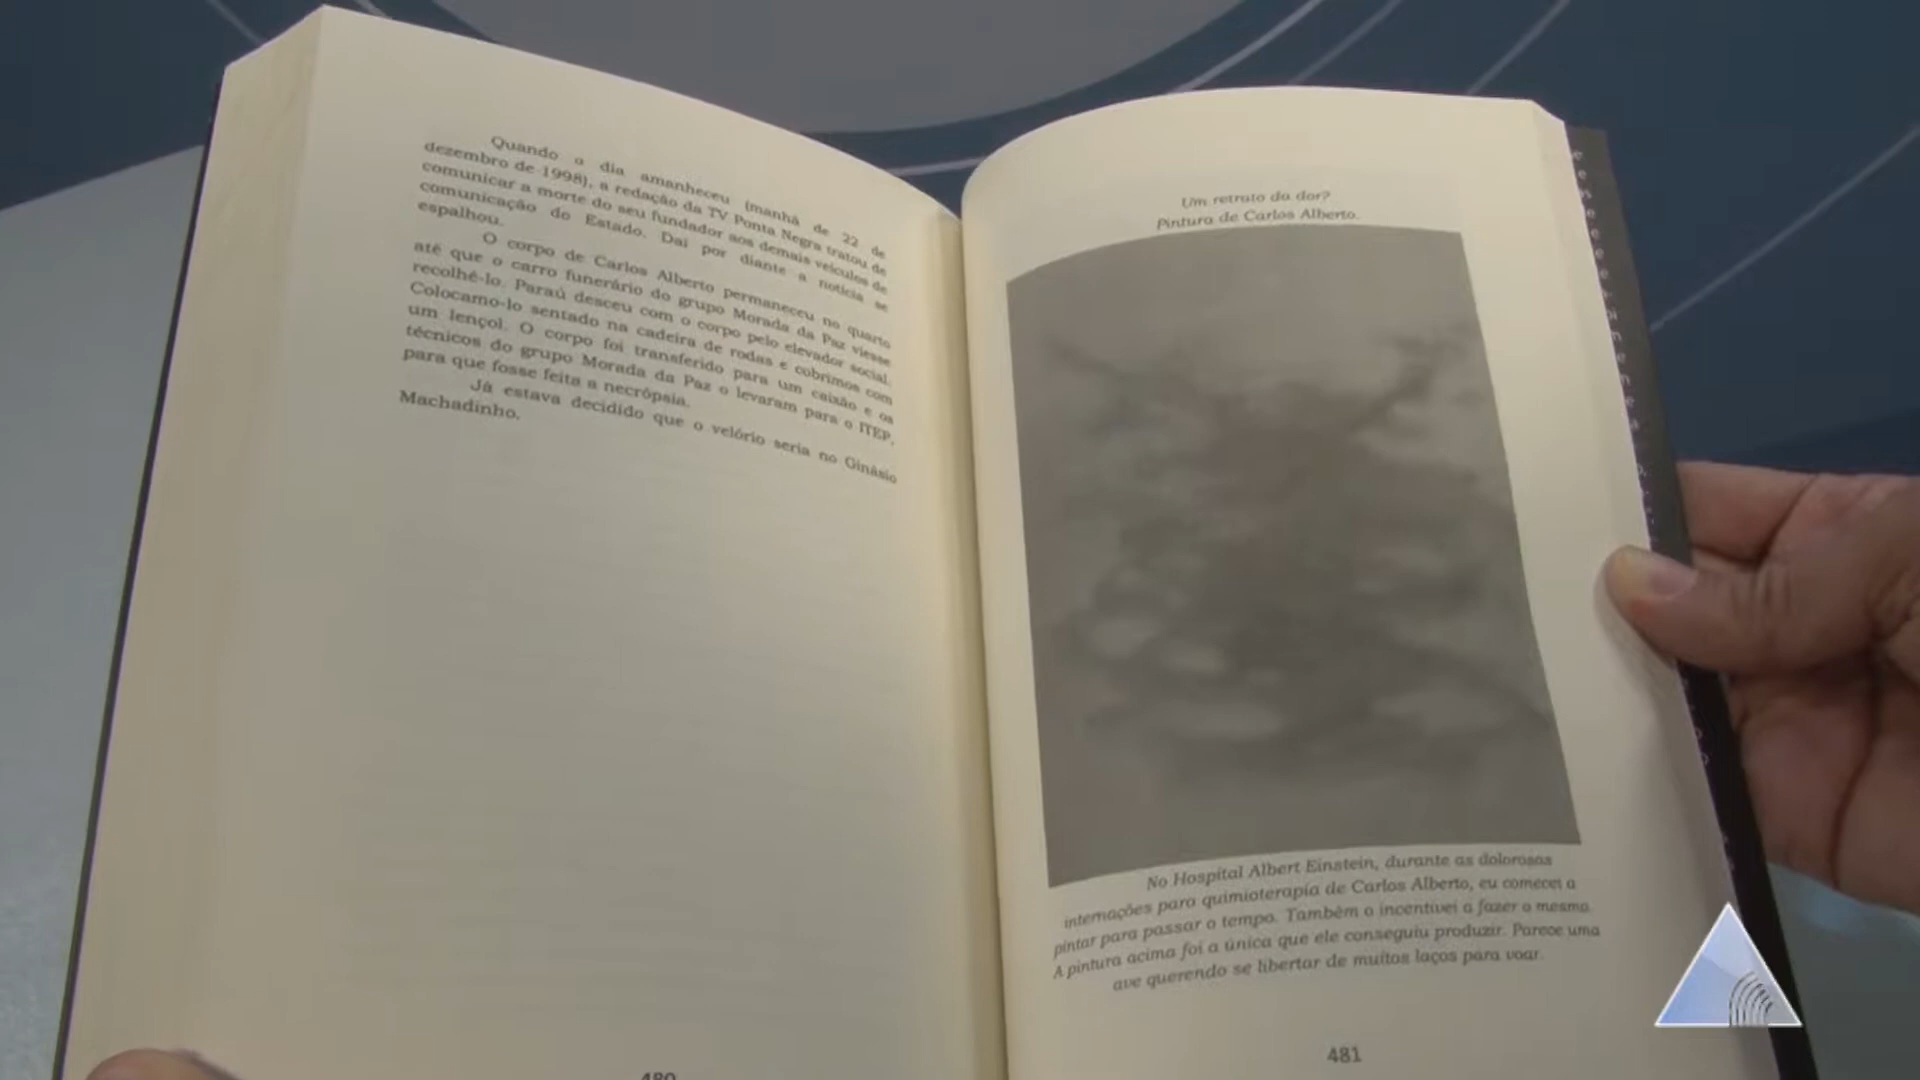 Quando o dia amanheceu (manhã de 22 de
dezembro de 1998), a redação da TV Ponta Negra tratou de
comunicar a morte do seu fundador aos demais veículos de
comunicação do Estado. Daí por diante a notícia se
espalhou.
O corpo de Carlos Alberto permaneceu no quarto
até que o carro funerário do grupo Morada da Paz viesse
recolhê-lo. Paraú desceu com o corpo pelo elevador social.
Colocamo-lo sentado na cadeira de rodas e cobrimos com
um lençol. O corpo foi transferido para um caixão e os
técnicos do grupo Morada da Paz o levaram para o ITEP,
para que fosse feita a necrópsia.
Já estava decidido que o velório seria no Ginásio
Machadinho.
480
Um retrato da dor?
Pintura de Carlos Alberto.
No Hospital Albert Einstein, durante as dolorosas
internações para quimioterapia de Carlos Alberto, eu comecei a
pintar para passar o tempo. Também o incentivei a fazer o mesmo.
A pintura acima foi a única que ele conseguiu produzir. Parece uma
ave querendo se libertar de muitos laços para voar.
481